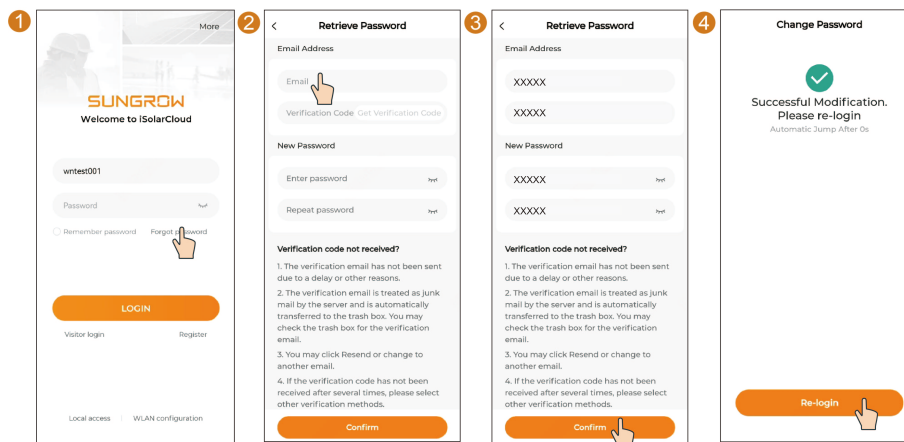 1
More
SUNGROW
Welcome to iSolarCloud
wntest001
Password
Remember password Forgot password
LOGIN
Visitor login Register
Local access WLAN configuration
2
Retrieve Password
Email Address
Email
Verification Code Get Verification Code
New Password
Enter password
Repeat password
Verification code not received?
1. The verification email has not been sent
due to a delay or other reasons.
2. The verification email is treated as junk
mail by the server and is automatically
transferred to the trash box. You may
check the trash box for the verification
email.
3. You may click Resend or change to
another email.
4. If the verification code has not been
received after several times, please select
other verification methods.
Confirm
3
Retrieve Password
Email Address
XXXXX
XXXXX
New Password
XXXXX
XXXXX
Verification code not received?
1. The verification email has not been sent
due to a delay or other reasons.
2. The verification email is treated as junk
mail by the server and is automatically
transferred to the trash box. You may
check the trash box for the verification
email.
3. You may click Resend or change to
another email.
4. If the verification code has not been
received after several times, please select
other verification methods.
Confirm
4
Change Password
Successful Modification.
Please re-login
Automatic Jump After 0s
Re-login